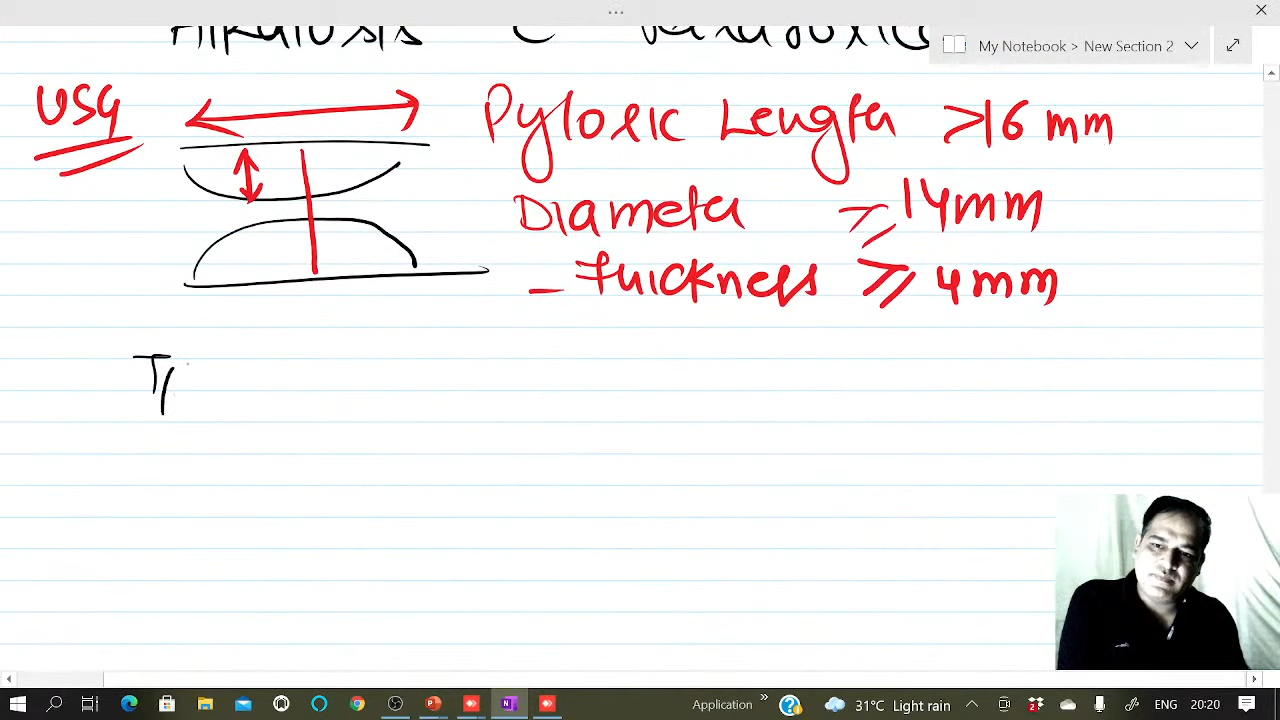 My Notebook > New Section 2
USG
Pyloric Length >16 mm
Diameter ≥ 14mm
- Thickness ≥ 4mm
Application
31°C Light rain
ENG
20:20